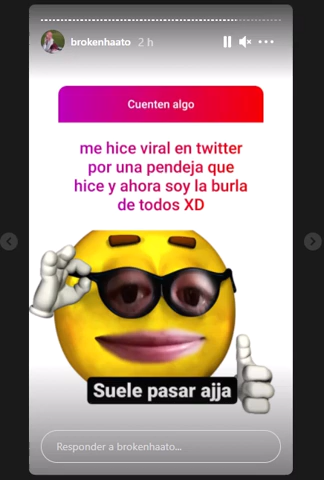 brokenhaato 2 h
Cuenten algo
me hice viral en twitter
por una pendeja que
hice y ahora soy la burla
de todos XD
Suele pasar ajja
Responder a brokenhaato...